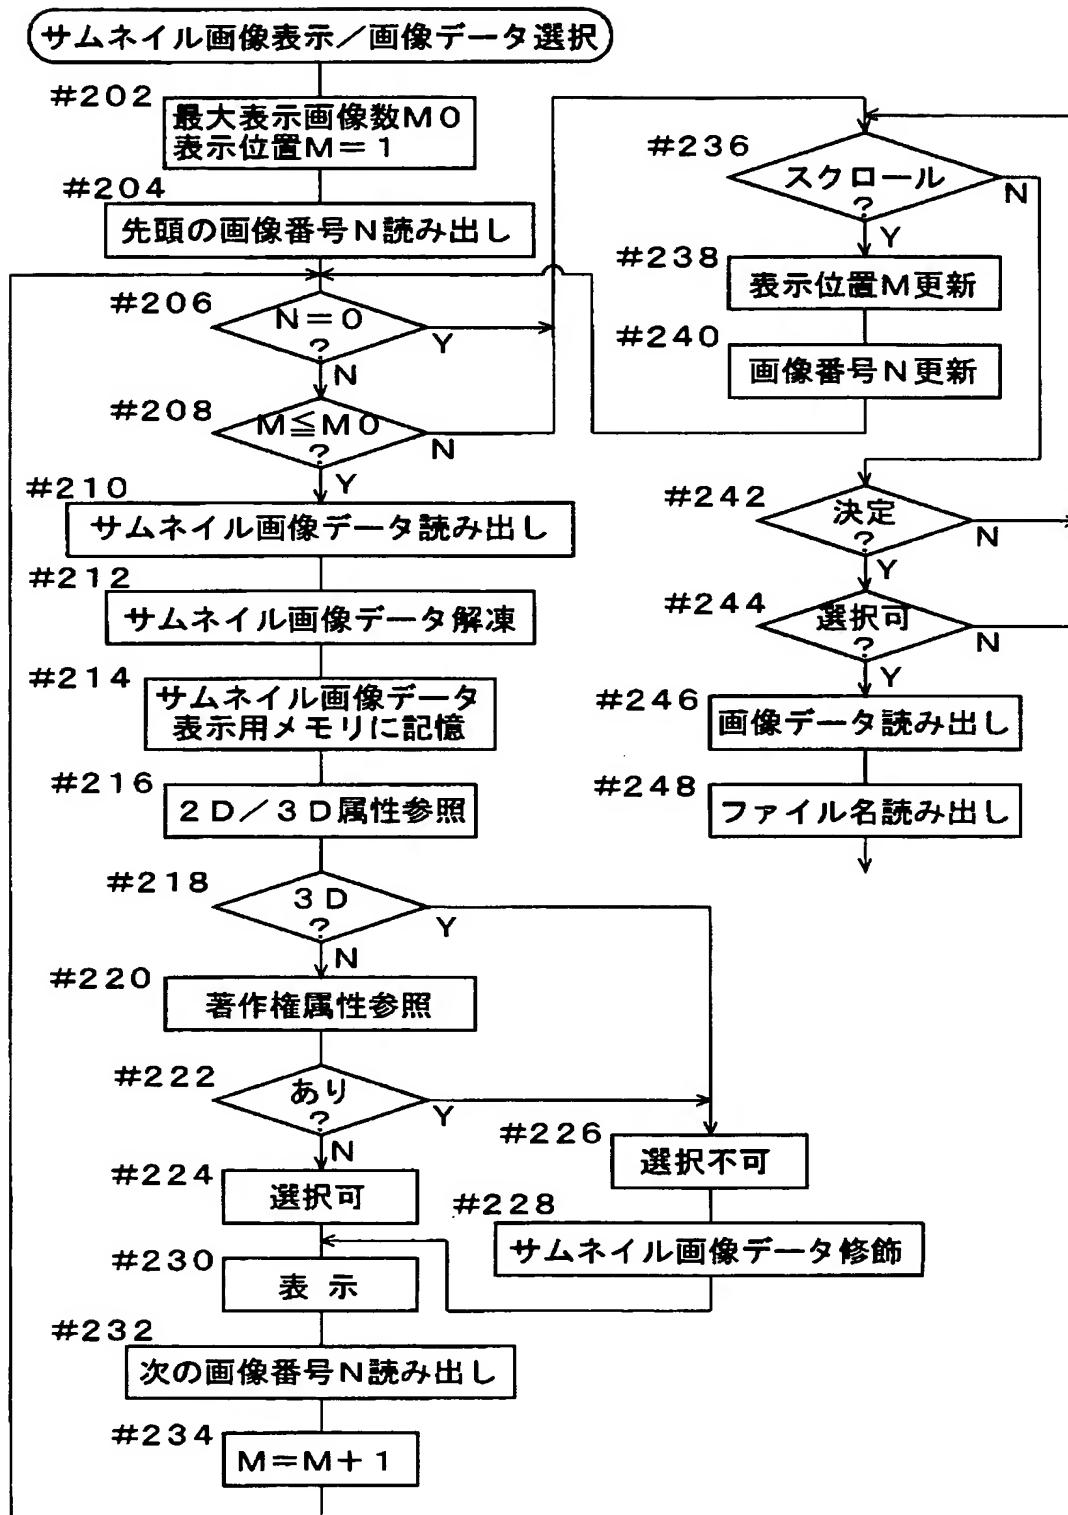 サムネイル画像表示／画像データ選択
#202
最大表示画像数M0
表示位置M＝1
#204
先頭の画像番号N読み出し
#206
N＝0
?
Y
N
#208
M≦M0
?
N
Y
#210
サムネイル画像データ読み出し
#212
サムネイル画像データ解凍
#214
サムネイル画像データ
表示用メモリに記憶
#216
2D／3D属性参照
#218
3D
?
Y
N
#220
著作権属性参照
#222
あり
?
Y
N
#224
選択可
#226
選択不可
#228
サムネイル画像データ修飾
#230
表 示
#232
次の画像番号N読み出し
#234
M＝M＋1
#236
スクロール
?
N
Y
#238
表示位置M更新
#240
画像番号N更新
#242
決定
?
N
Y
#244
選択可
?
N
Y
#246
画像データ読み出し
#248
ファイル名読み出し